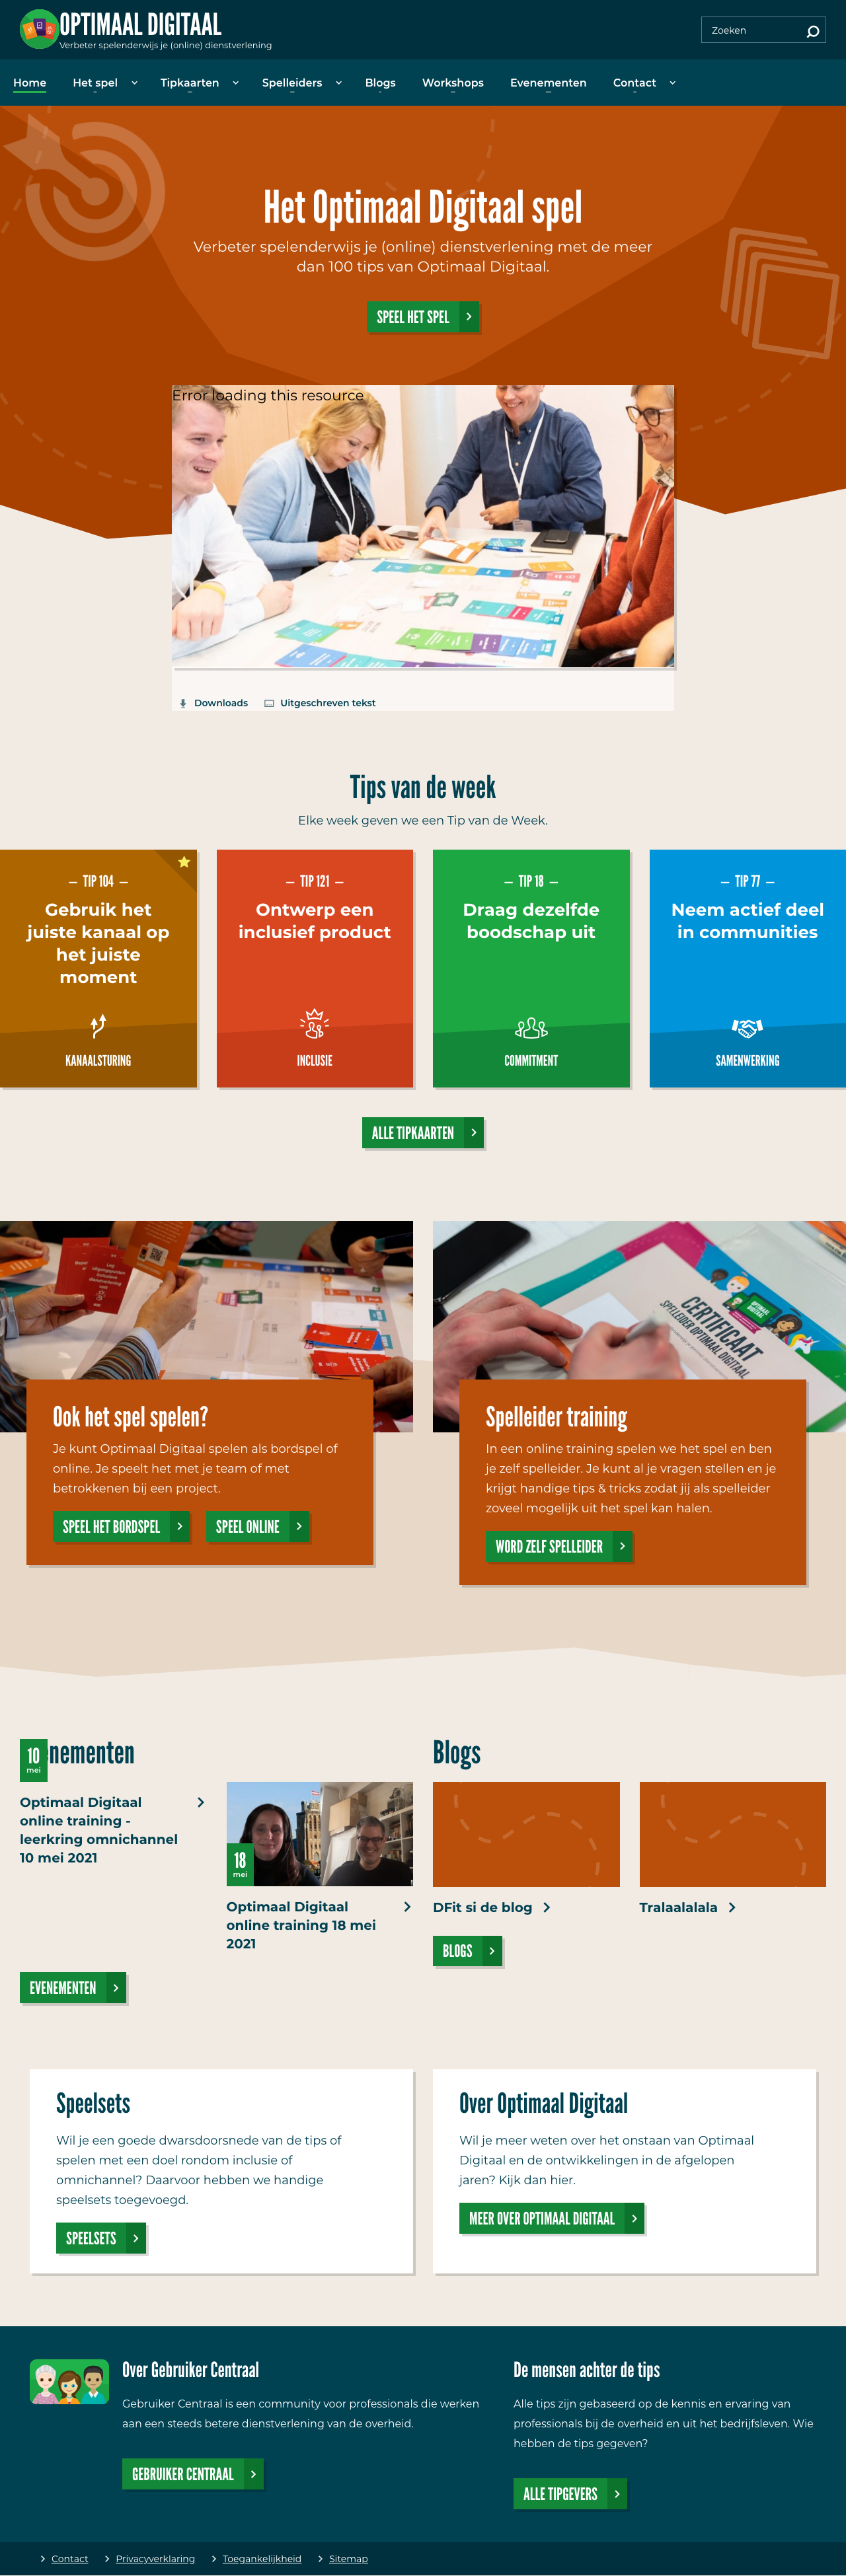 OPTIMAAL DIGITAAL
Verbeter spelenderwijs je (online) dienstverlening
Zoeken
Home
Het spel
Tipkaarten
Spelleiders
Blogs
Workshops
Evenementen
Contact
Het Optimaal Digitaal spel
Verbeter spelenderwijs je (online) dienstverlening met de meer
dan 100 tips van Optimaal Digitaal.
SPEEL HET SPEL
Error loading this resource
Downloads
Uitgeschreven tekst
Tips van de week
Elke week geven we een Tip van de Week.
– TIP 104 –
Gebruik het
juiste kanaal op
het juiste
moment
KANAALSTURING
– TIP 121 –
Ontwerp een
inclusief product
INCLUSIE
– TIP 18 –
Draag dezelfde
boodschap uit
COMMITMENT
– TIP 77 –
Neem actief deel
in communities
SAMENWERKING
ALLE TIPKAARTEN
Ook het spel spelen?
Je kunt Optimaal Digitaal spelen als bordspel of
online. Je speelt het met je team of met
betrokkenen bij een project.
SPEEL HET BORDSPEL
SPEEL ONLINE
CERTIFICAAT
SPELLEIDER OPTIMAAL DIGITAAL
Spelleider training
In een online training spelen we het spel en ben
je zelf spelleider. Je kunt al je vragen stellen en je
krijgt handige tips & tricks zodat jij als spelleider
zoveel mogelijk uit het spel kan halen.
WORD ZELF SPELLEIDER
enementen
10
mei
Optimaal Digitaal
online training -
leerkring omnichannel
10 mei 2021
18
mei
Optimaal Digitaal
online training 18 mei
2021
EVENEMENTEN
Blogs
DFit si de blog
Tralaalalala
BLOGS
Speelsets
Wil je een goede dwarsdoorsnede van de tips of
spelen met een doel rondom inclusie of
omnichannel? Daarvoor hebben we handige
speelsets toegevoegd.
SPEELSETS
Over Optimaal Digitaal
Wil je meer weten over het onstaan van Optimaal
Digitaal en de ontwikkelingen in de afgelopen
jaren? Kijk dan hier.
MEER OVER OPTIMAAL DIGITAAL
Over Gebruiker Centraal
Gebruiker Centraal is een community voor professionals die werken
aan een steeds betere dienstverlening van de overheid.
GEBRUIKER CENTRAAL
De mensen achter de tips
Alle tips zijn gebaseerd op de kennis en ervaring van
professionals bij de overheid en uit het bedrijfsleven. Wie
hebben de tips gegeven?
ALLE TIPGEVERS
Contact
Privacyverklaring
Toegankelijkheid
Sitemap